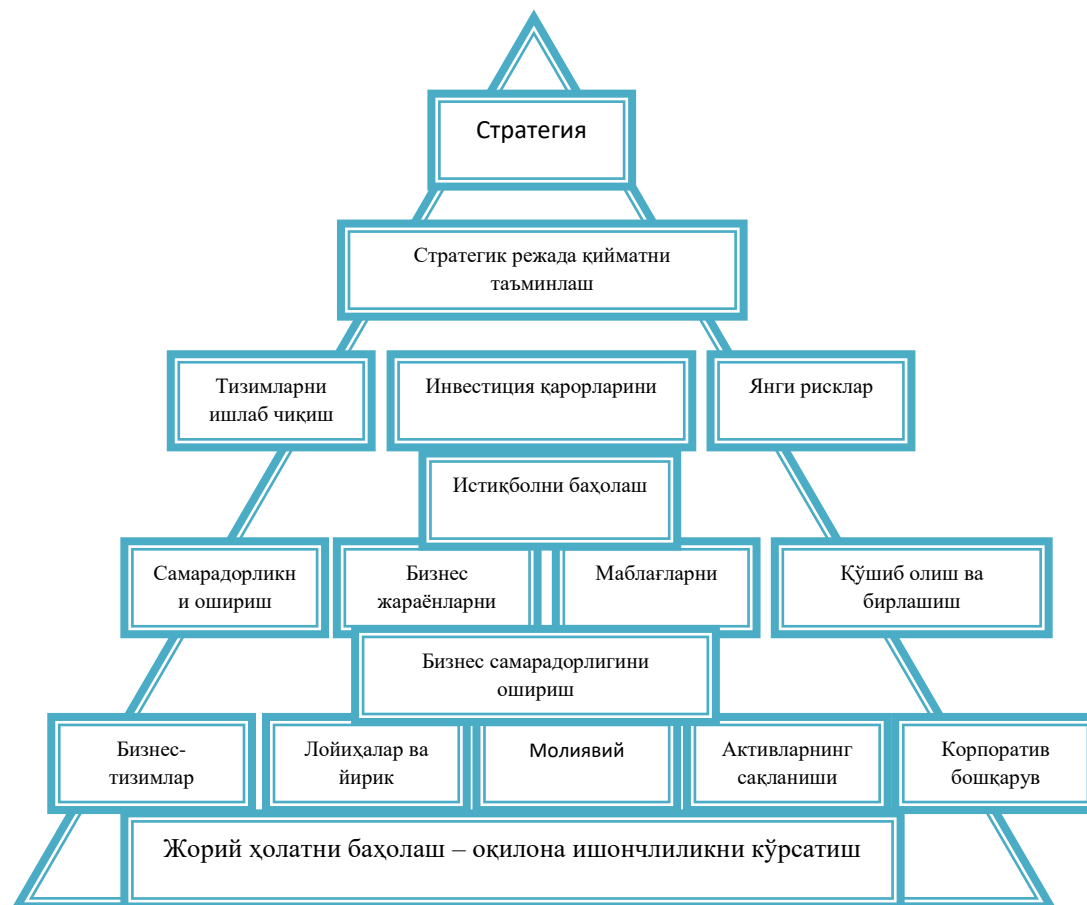 Стратегия
Стратегик режада қийматни
таъминлаш
Тизимларни
ишлаб чиқиш
Инвестиция қарорларини
Янги рисклар
Истиқболни баҳолаш
Самарадорликн
и ошириш
Бизнес
жараёнларни
Маблағларни
Қўшиб олиш ва
бирлашиш
Бизнес самарадорлигини
ошириш
Бизнес-
тизимлар
Лойиҳалар ва
йирик
Молиявий
Активларнинг
сақланиши
Корпоратив
бошқарув
Жорий ҳолатни баҳолаш – оқилона ишончлиликни кўрсатиш